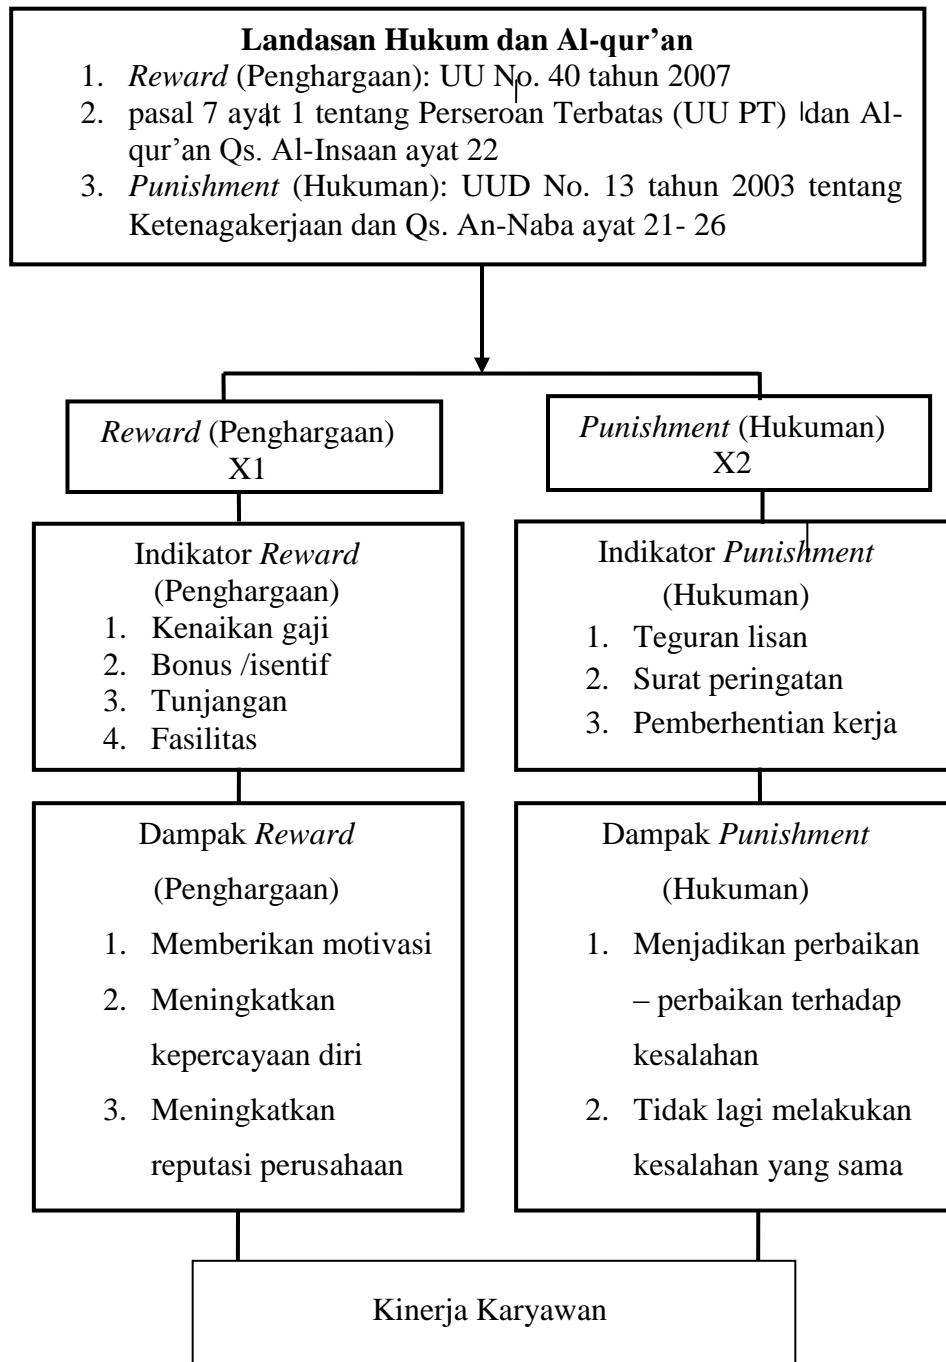 Landasan Hukum dan Al-qur’an
1. Reward (Penghargaan): UU No. 40 tahun 2007
2. pasal 7 ayat 1 tentang Perseroan Terbatas (UU PT) dan Al-
qur’an Qs. Al-Insaan ayat 22
3. Punishment (Hukuman): UUD No. 13 tahun 2003 tentang
Ketenagakerjaan dan Qs. An-Naba ayat 21- 26
Reward (Penghargaan)
X1
Punishment (Hukuman)
X2
Indikator Reward
(Penghargaan)
1. Kenaikan gaji
2. Bonus /isentif
3. Tunjangan
4. Fasilitas
Indikator Punishment
(Hukuman)
1. Teguran lisan
2. Surat peringatan
3. Pemberhentian kerja
Dampak Reward
(Penghargaan)
1. Memberikan motivasi
2. Meningkatkan
kepercayaan diri
3. Meningkatkan
reputasi perusahaan
Dampak Punishment
(Hukuman)
1. Menjadikan perbaikan
– perbaikan terhadap
kesalahan
2. Tidak lagi melakukan
kesalahan yang sama
Kinerja Karyawan